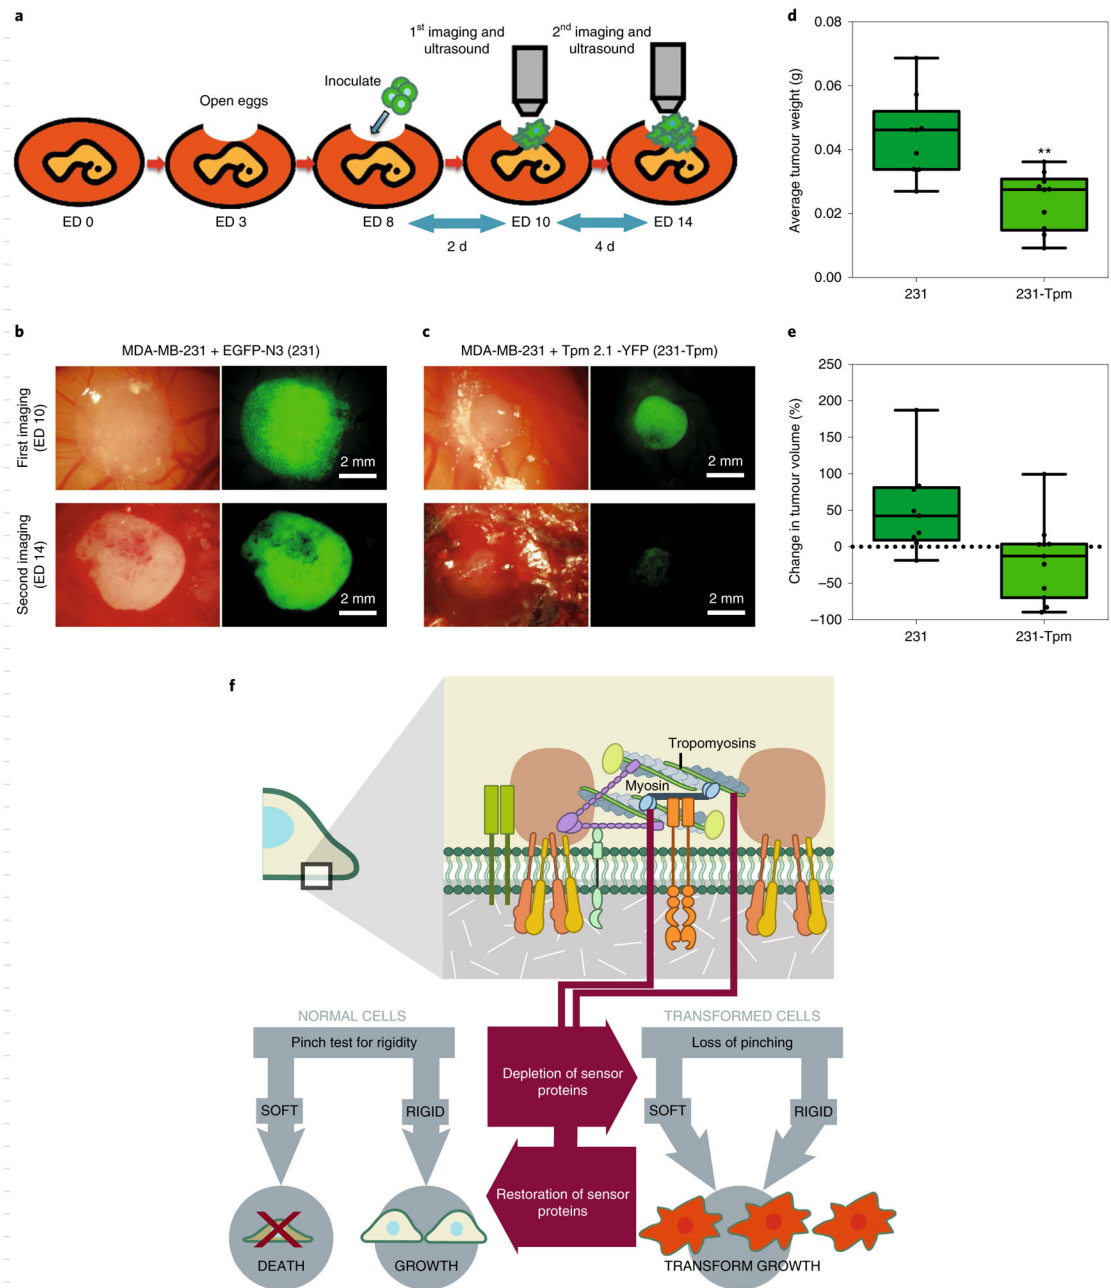 a
1st imaging and
ultrasound
2nd imaging and
ultrasound
Inoculate
Open eggs
ED 0
ED 3
ED 8
ED 10
ED 14
2 d
4 d
d
Average tumour weight (g)
0.08
0.06
0.04
0.02
0.00
**
231
231-Tpm
b
MDA-MB-231 + EGFP-N3 (231)
First imaging
(ED 10)
2 mm
Second imaging
(ED 14)
2 mm
c
MDA-MB-231 + Tpm 2.1 -YFP (231-Tpm)
2 mm
2 mm
e
Change in tumour volume (%)
250
200
150
100
50
0
–50
–100
231
231-Tpm
f
Tropomyosins
Myosin
NORMAL CELLS
Pinch test for rigidity
SOFT
RIGID
DEATH
GROWTH
Depletion of sensor
proteins
Restoration of sensor
proteins
TRANSFORMED CELLS
Loss of pinching
SOFT
RIGID
TRANSFORM GROWTH